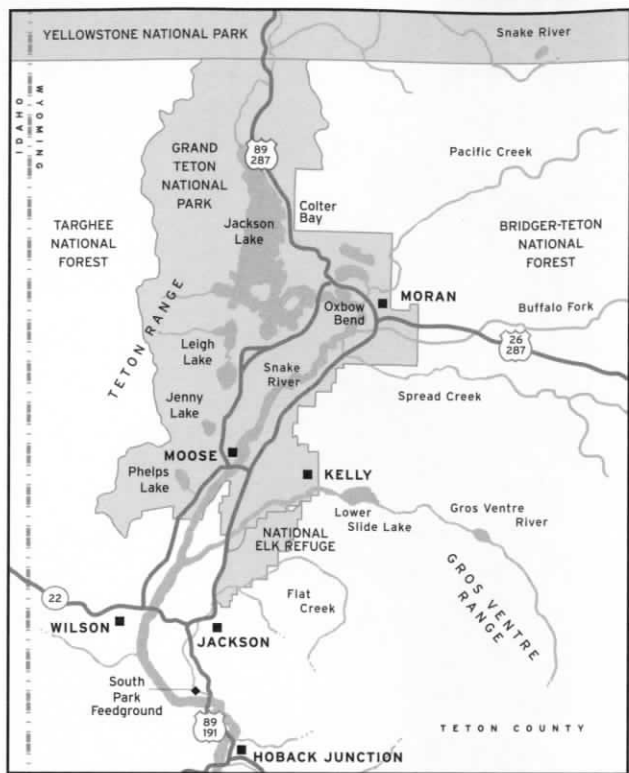 YELLOWSTONE NATIONAL PARK
Snake River
WYOMING
IDAHO
89
287
GRAND
TETON
NATIONAL
PARK
Pacific Creek
Colter
Bay
Jackson
Lake
TARGHEE
NATIONAL
FOREST
BRIDGER-TETON
NATIONAL
FOREST
MORAN
Oxbow
Bend
Buffalo Fork
TETON RANGE
26
287
Leigh
Lake
Snake
River
Spread Creek
Jenny
Lake
MOOSE
KELLY
Phelps
Lake
Lower
Slide Lake
Gros Ventre
River
NATIONAL
ELK REFUGE
GROS VENTRE
RANGE
Flat
Creek
22
WILSON
JACKSON
South
Park
Feedground
89
191
TETON COUNTY
HOBACK JUNCTION